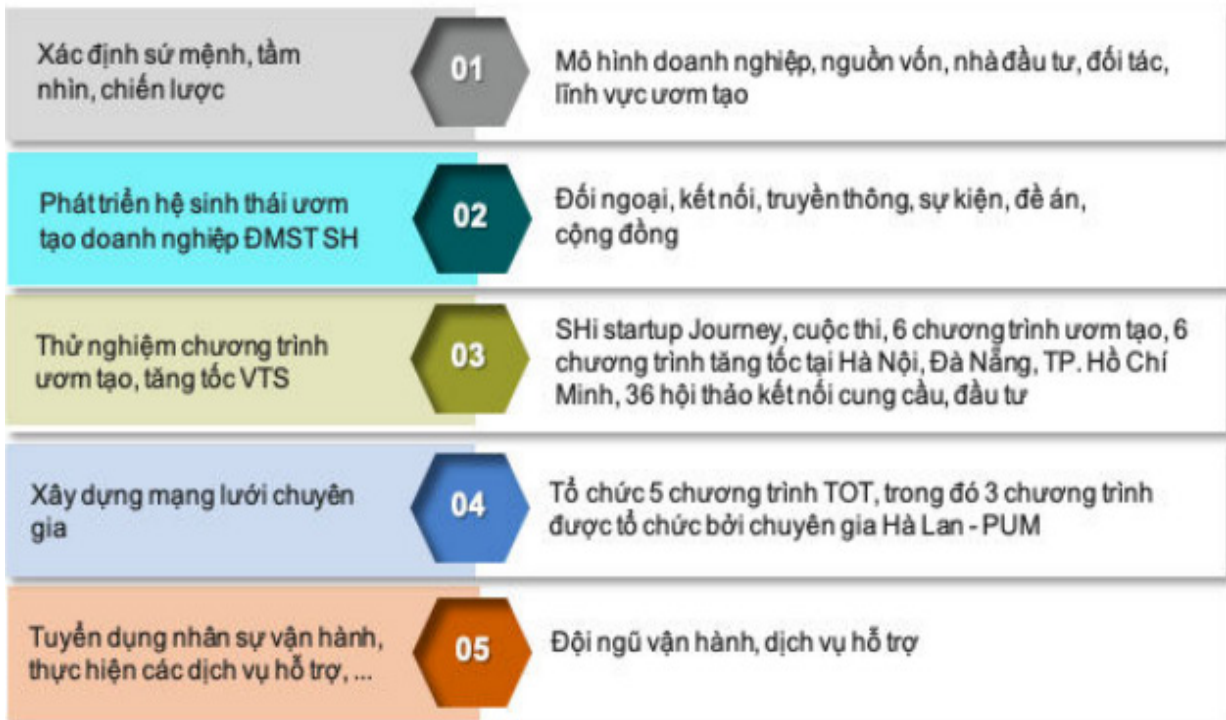 Xác định sứ mệnh, tầm
nhìn, chiến lược
01
Mô hình doanh nghiệp, nguồn vốn, nhà đầu tư, đối tác,
lĩnh vực ươm tạo
Phát triển hệ sinh thái ươm
tạo doanh nghiệp ĐMST SH
02
Đối ngoại, kết nối, truyền thông, sự kiện, đề án,
cộng đồng
Thử nghiệm chương trình
ươm tạo, tăng tốc VTS
03
SHi startup Journey, cuộc thi, 6 chương trình ươm tạo, 6
chương trình tăng tốc tại Hà Nội, Đà Nẵng, TP. Hồ Chí
Minh, 36 hội thảo kết nối cung cầu, đầu tư
Xây dựng mạng lưới chuyên
gia
04
Tổ chức 5 chương trình TOT, trong đó 3 chương trình
được tổ chức bởi chuyên gia Hà Lan - PUM
Tuyển dụng nhân sự vận hành,
thực hiện các dịch vụ hỗ trợ, ...
05
Đội ngũ vận hành, dịch vụ hỗ trợ